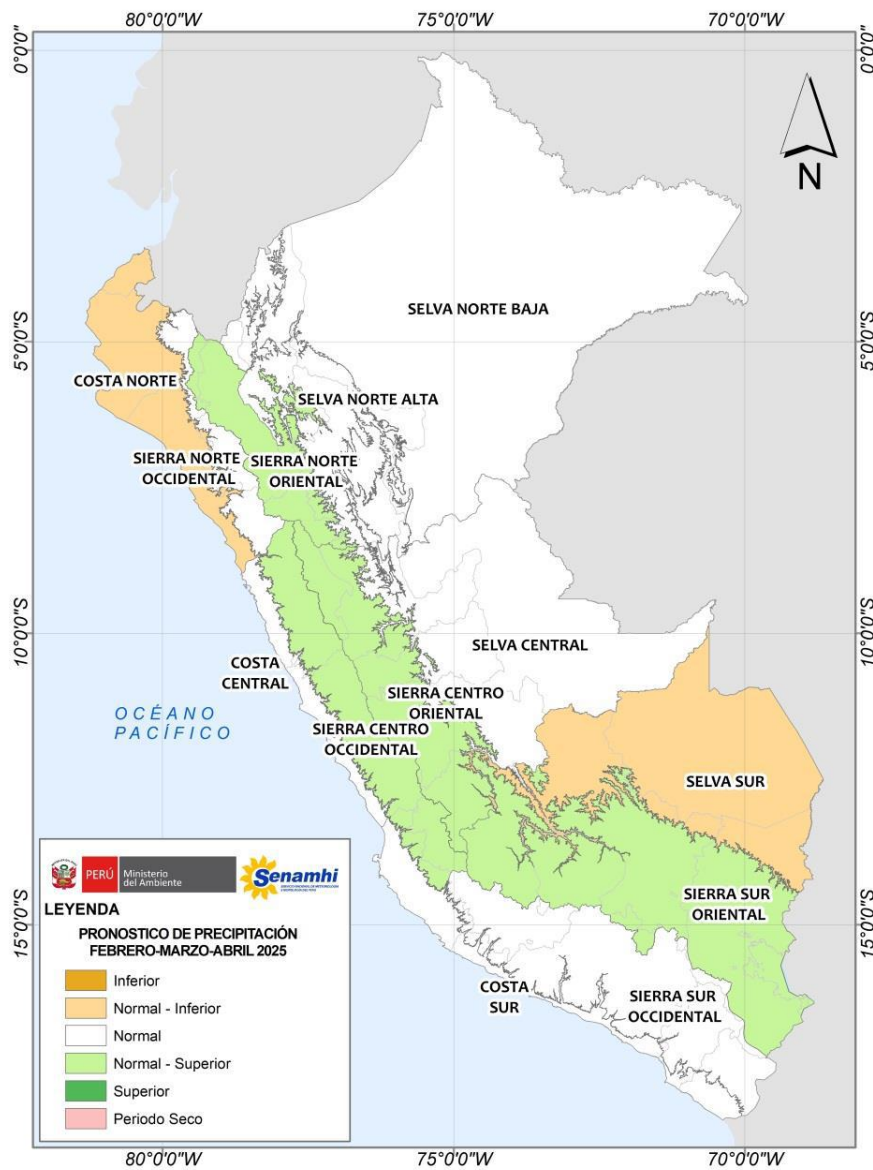 80°0'0"W
75°0'0"W
70°0'0"W
0°0'0"
0°0'0"
N
SELVA NORTE BAJA
5°0'0"S
5°0'0"S
COSTA NORTE
SELVA NORTE ALTA
SIERRA NORTE
OCCIDENTAL
SIERRA NORTE
ORIENTAL
10°0'0"S
10°0'0"S
SELVA CENTRAL
COSTA
CENTRAL
SIERRA CENTRO
ORIENTAL
OCÉANO
PACÍFICO
SIERRA CENTRO
OCCIDENTAL
SELVA SUR
SIERRA SUR
ORIENTAL
15°0'0"S
15°0'0"S
COSTA
SUR
SIERRA SUR
OCCIDENTAL
PERÚ
Ministerio
del Ambiente
Senamhi
LEYENDA
PRONOSTICO DE PRECIPITACIÓN
FEBRERO-MARZO-ABRIL 2025
Inferior
Normal - Inferior
Normal
Normal - Superior
Superior
Periodo Seco
80°0'0"W
75°0'0"W
70°0'0"W